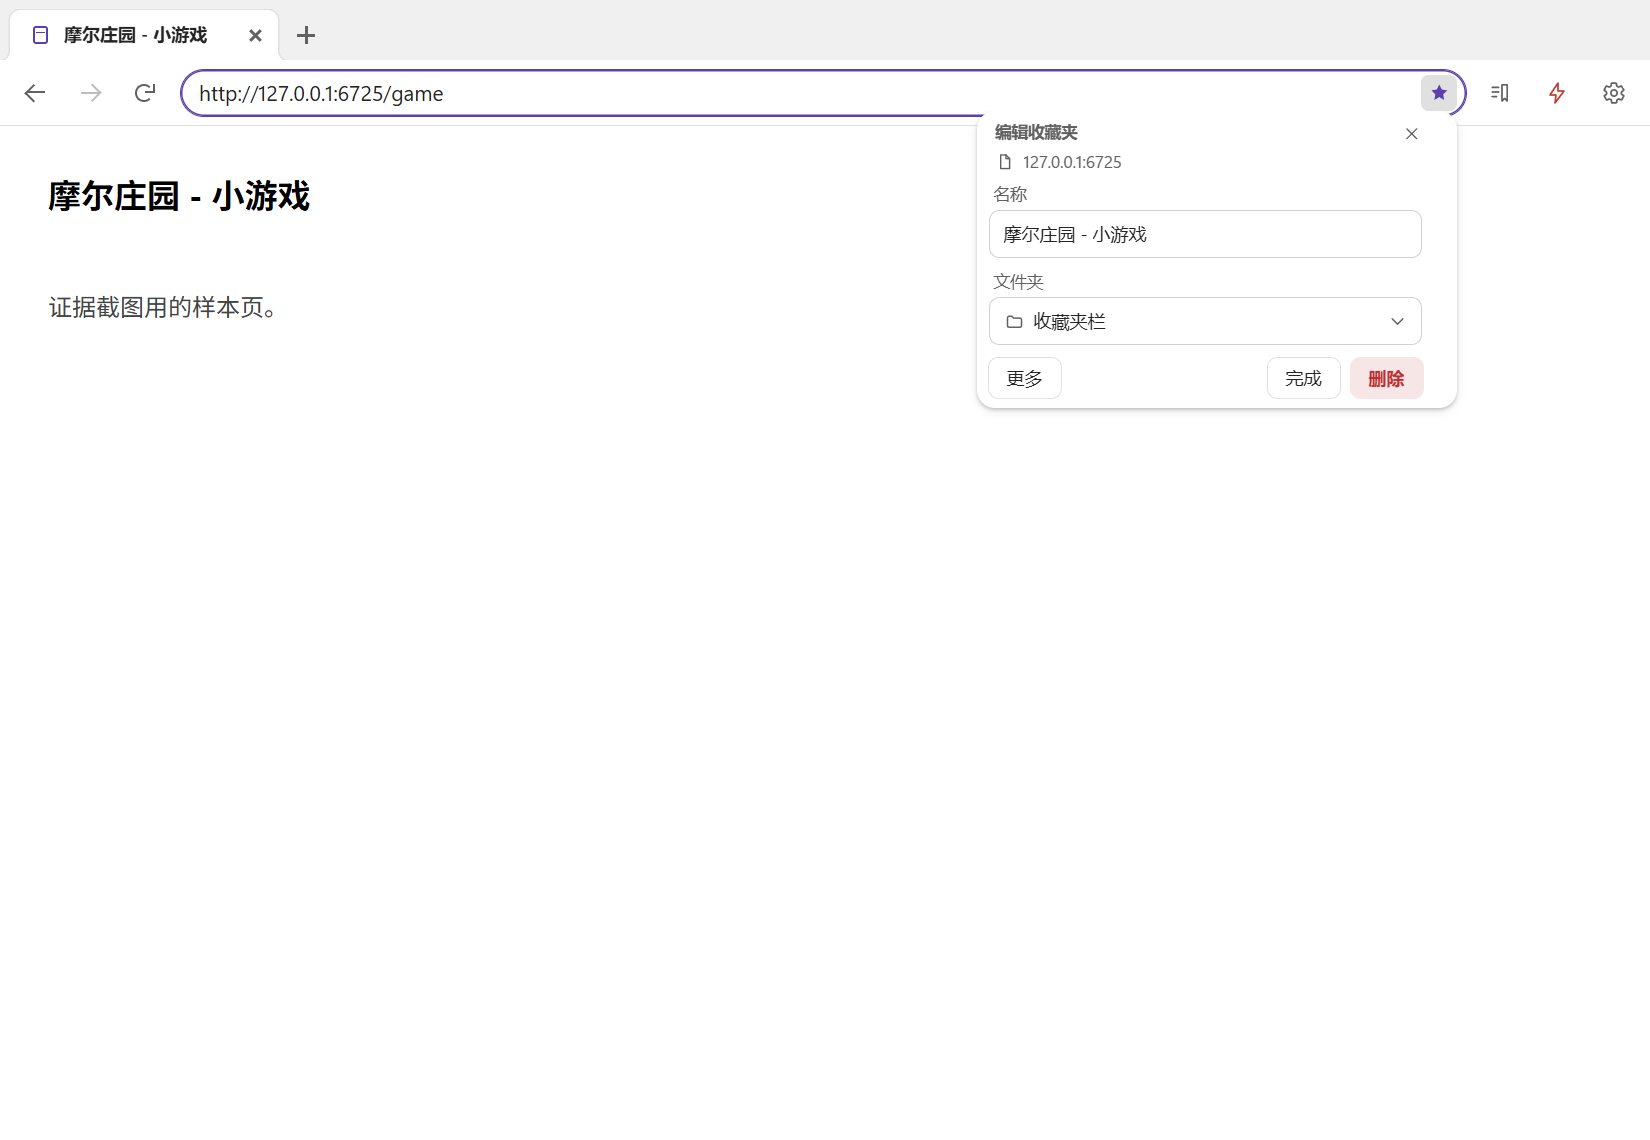 摩尔庄园 - 小游戏
http://127.0.0.1:6725/game
编辑收藏夹
127.0.0.1:6725
名称
摩尔庄园 - 小游戏
文件夹
收藏夹栏
更多
完成
删除
摩尔庄园 - 小游戏
证据截图用的样本页。